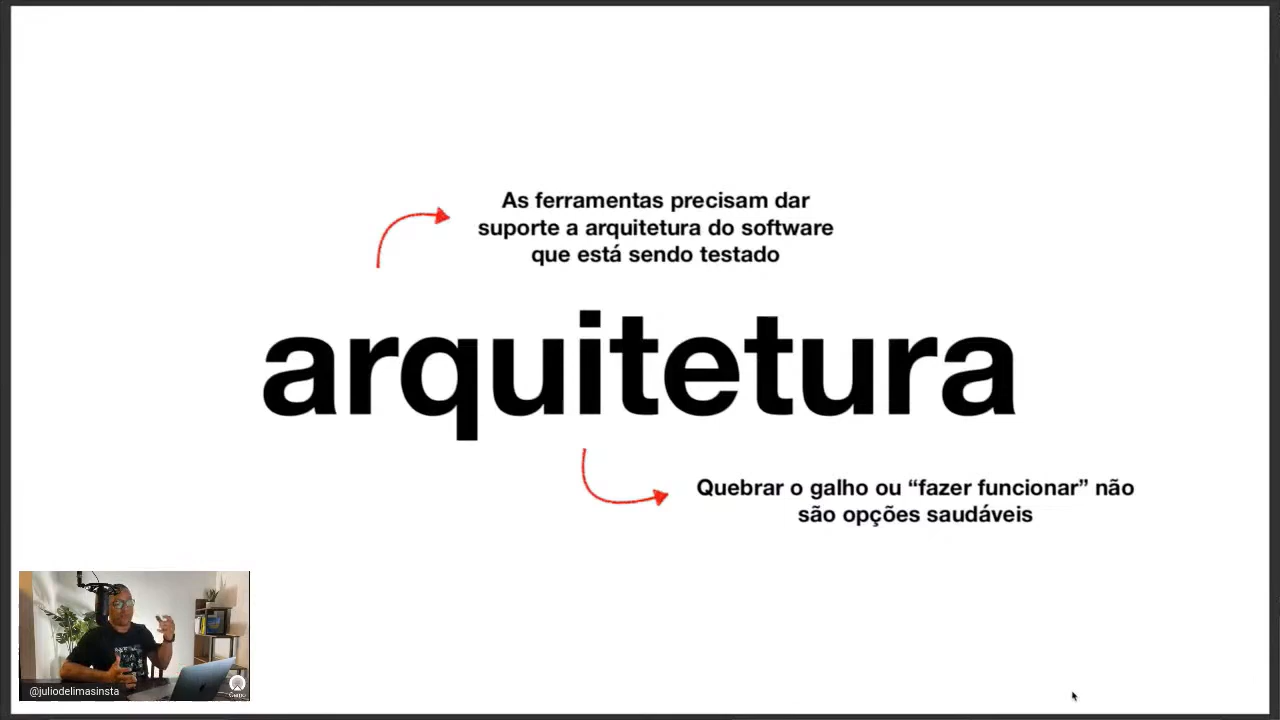 As ferramentas precisam dar
suporte a arquitetura do software
que está sendo testado
arquitetura
Quebrar o galho ou “fazer funcionar” não
são opções saudáveis
@juliodelimasinsta